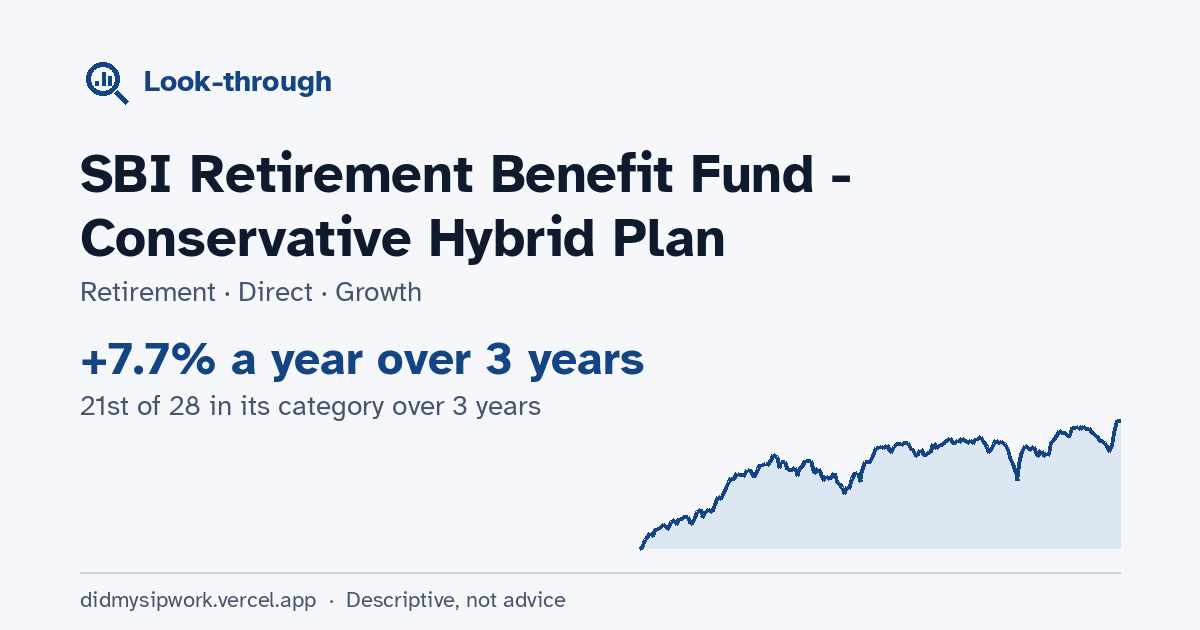 Look-through
SBI Retirement Benefit Fund -
Conservative Hybrid Plan
Retirement · Direct · Growth
+7.7% a year over 3 years
21st of 28 in its category over 3 years
didmysipwork.vercel.app · Descriptive, not advice